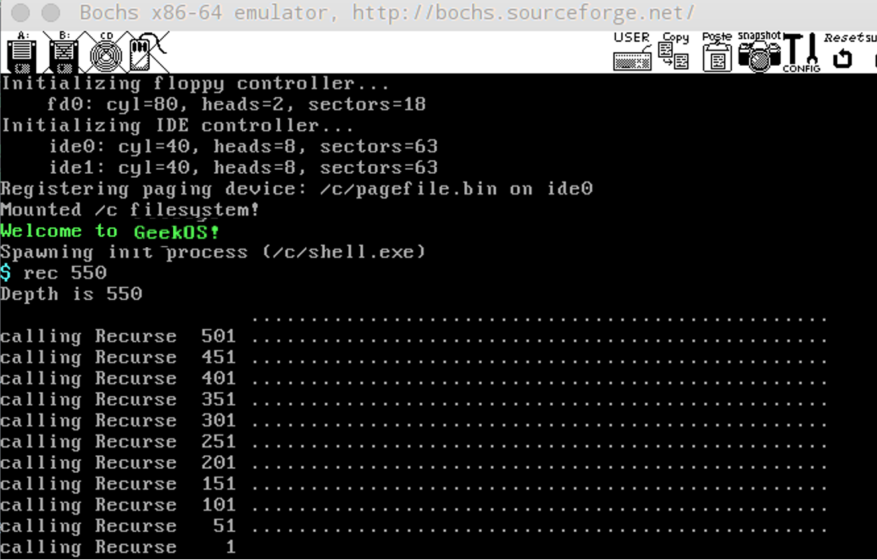 Bochs x86-64 emulator, http://bochs.sourceforge.net/
A: B: CD USER Copy Paste snapshot CONFIG Reset su
Initializing floppy controller...
fd0: cyl=80, heads=2, sectors=18
Initializing IDE controller...
ide0: cyl=40, heads=8, sectors=63
ide1: cyl=40, heads=8, sectors=63
Registering paging device: /c/pagefile.bin on ide0
Mounted /c filesystem!
Welcome to GeekOS!
Spawning init process (/c/shell.exe)
$ rec 550
Depth is 550
.................................................
calling Recurse 501 .................................................
calling Recurse 451 .................................................
calling Recurse 401 .................................................
calling Recurse 351 .................................................
calling Recurse 301 .................................................
calling Recurse 251 .................................................
calling Recurse 201 .................................................
calling Recurse 151 .................................................
calling Recurse 101 .................................................
calling Recurse 51 .................................................
calling Recurse 1